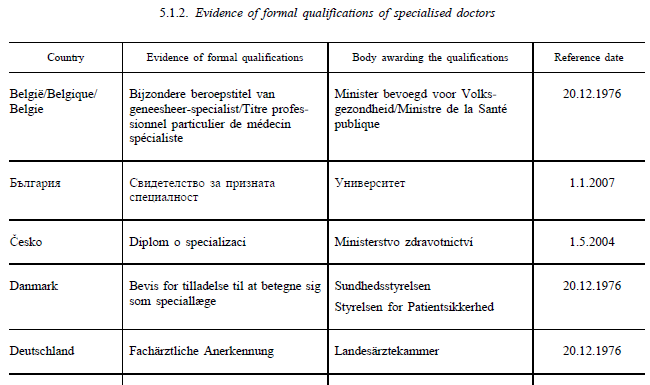 5.1.2. Evidence of formal qualifications of specialised doctors
Country Evidence of formal qualifications Body awarding the qualifications Reference date
België/Belgique/ Bijzondere beroepstitel van Minister bevoegd voor Volks- 20.12.1976
Belgie geneesheer-specialist/Titre profes- gezondheid/Ministre de la Santé
sionnel particulier de médecin publique
spécialiste
България Свидетелство за призната Университет 1.1.2007
специалност
Česko Diplom o specializaci Ministerstvo zdravotnictví 1.5.2004
Danmark Bevis for tilladelse til at betegne sig Sundhedsstyrelsen 20.12.1976
som speciallæge Styrelsen for Patientsikkerhed
Deutschland Fachärztliche Anerkennung Landesärztekammer 20.12.1976